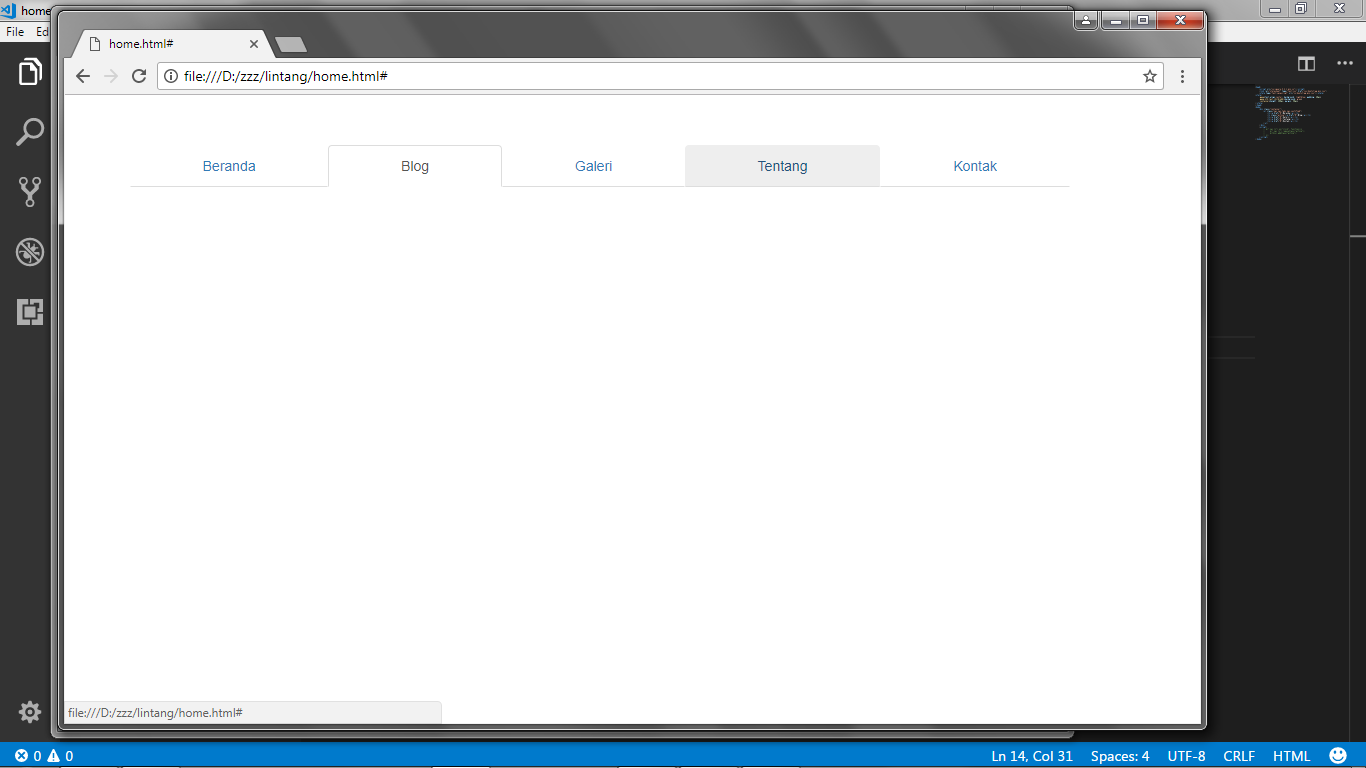 home
File Ed
home.html#
file:///D:/zzz/lintang/home.html#
Beranda Blog Galeri Tentang Kontak
file:///D:/zzz/lintang/home.html#
0 0 Ln 14, Col 31 Spaces: 4 UTF-8 CRLF HTML